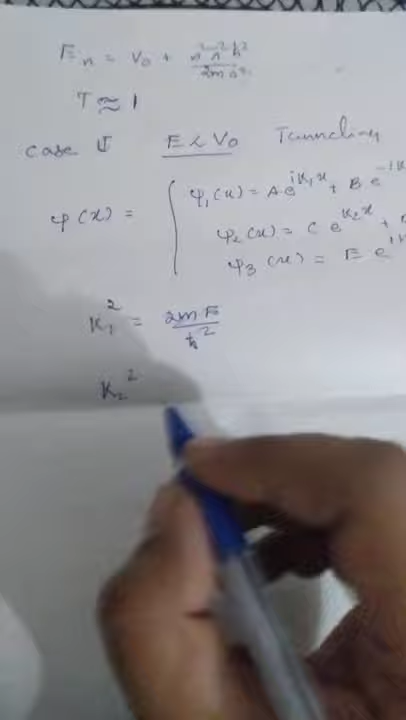 E_n = V_0 + n²π²ħ²/2ma²
T ≈ 1
Case II E < V_0 Tunneling
φ(x) = { φ_1(x) = A e^{iK_1x} + B e^{-iK
φ_2(x) = C e^{K_2x} +
φ_3(x) = E e^{iK
K_1² = 2mE/ħ²
K_2²